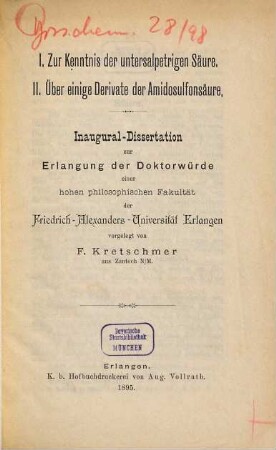 28/98
I. Zur Kenntnis der untersalpetrigen Säure.
II. Über einige Derivate der Amidosulfonsäure,
Inaugural-Dissertation
zur
Erlangung der Doktorwürde
einer
hohen philosophischen Fakultät
der
Friedrich-Alexanders-Universität Erlangen
vorgelegt von
F. Kretschmer
aus Zantoch N/M.
Bayerische
Staatsbibliothek
MÜNCHEN
Erlangen.
K. b. Hofbuchdruckerei von Aug. Vollrath.
1895.